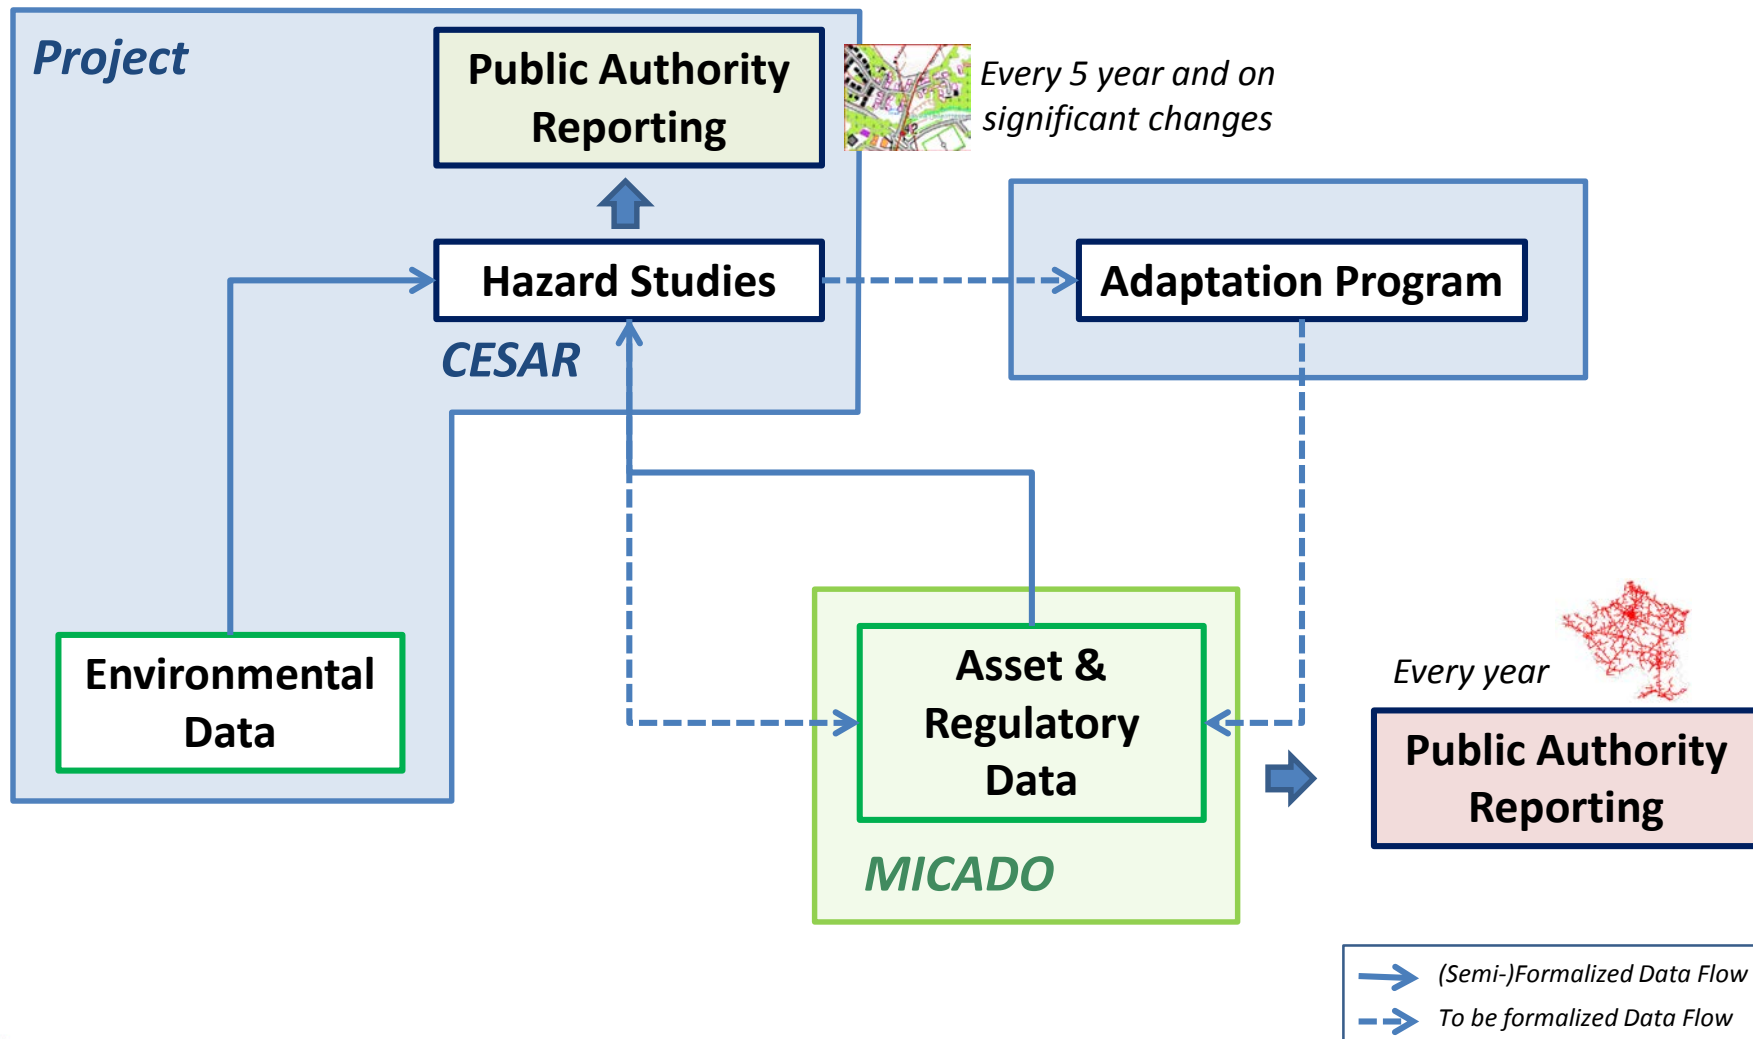 Project
Public Authority
Reporting
Every 5 year and on
significant changes
Hazard Studies
Adaptation Program
CESAR
Environmental
Data
Asset &
Regulatory
Data
MICADO
Every year
Public Authority
Reporting
(Semi-)Formalized Data Flow
To be formalized Data Flow